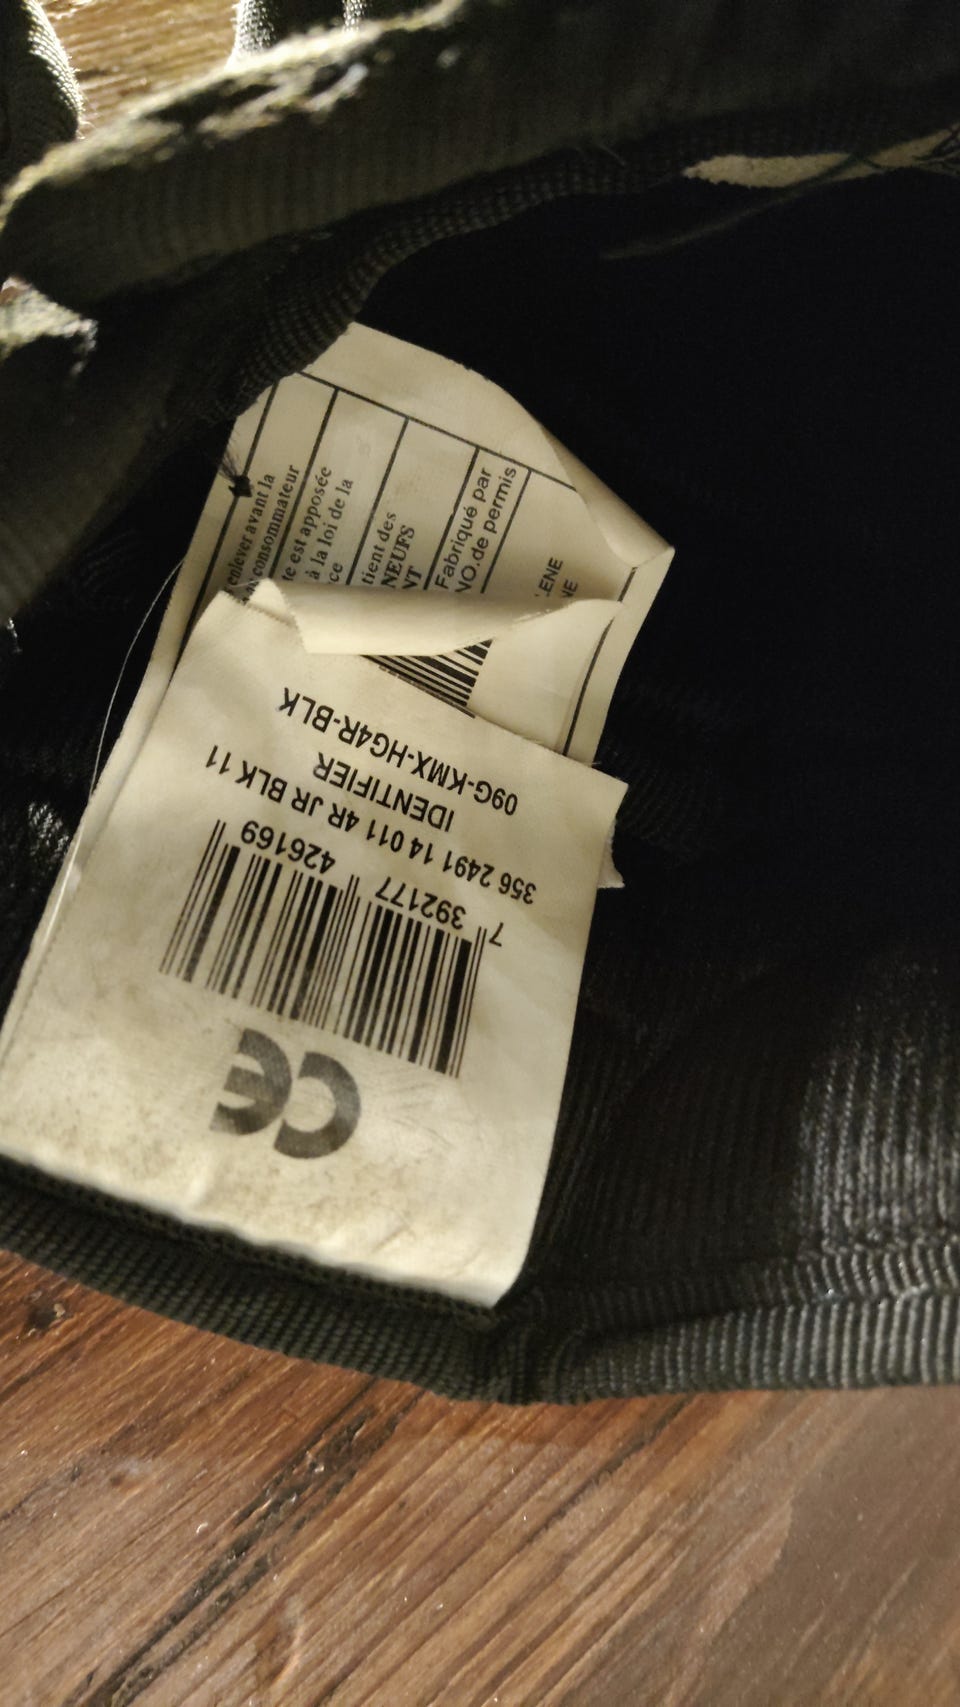 CE
7 392177 426169
356 2491 14 011 4R JR BLK 11
IDENTIFIER
09G-KMX-HG4R-BLK
enlever avant la
consommateur
te est apposée
à la loi de la
ce
tient des
NEUFS
NT
Fabriqué par
NO.de permis
LENE
NE